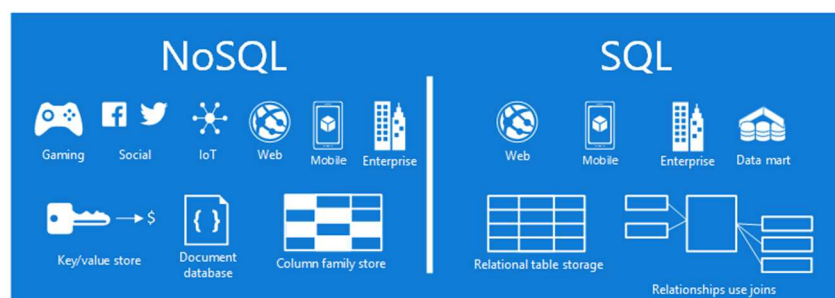 NoSQL
Gaming
Social
IoT
Web
Mobile
Enterprise
$
Key/value store
{ }
Document
database
Column family store
SQL
Web
Mobile
Enterprise
Data mart
Relational table storage
Relationships use joins